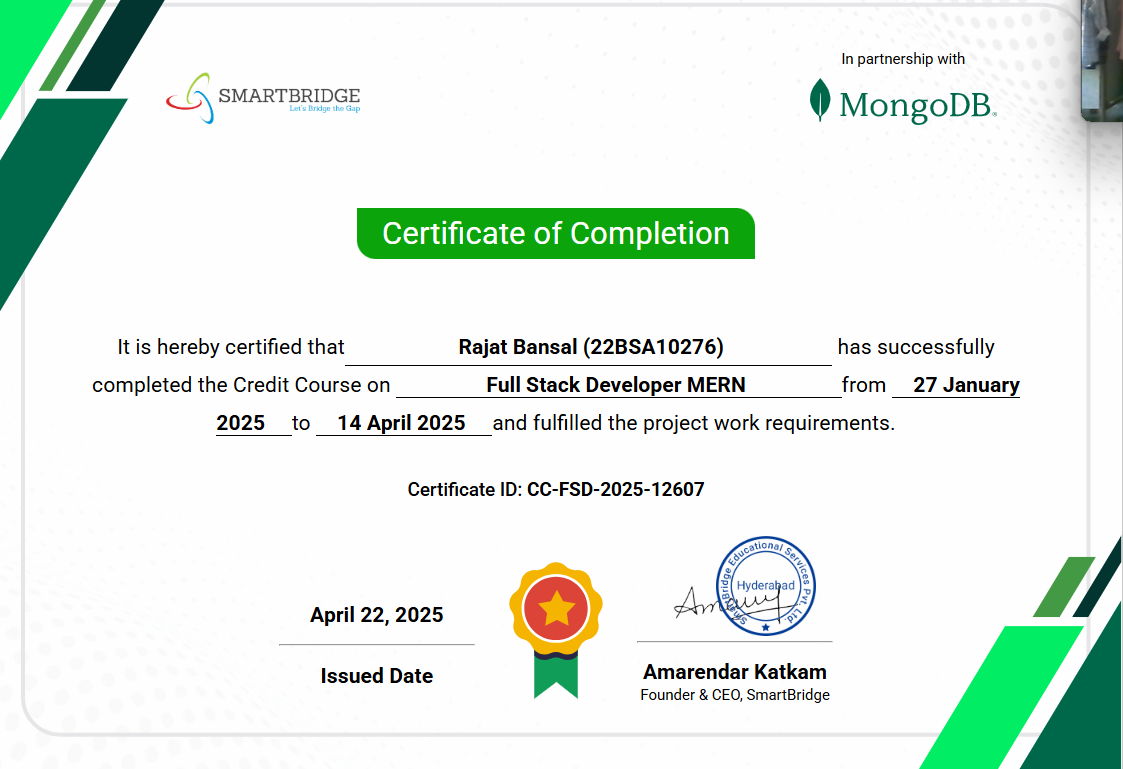 In partnership with
SMARTBRIDGE
Let's Bridge the Gap
MongoDB®
Certificate of Completion
It is hereby certified that Rajat Bansal (22BSA10276) has successfully
completed the Credit Course on Full Stack Developer MERN from 27 January
2025 to 14 April 2025 and fulfilled the project work requirements.
Certificate ID: CC-FSD-2025-12607
SmartBridge Educational Services Pvt. Ltd.
Hyderabad
April 22, 2025
Issued Date
Amarendar Katkam
Founder & CEO, SmartBridge